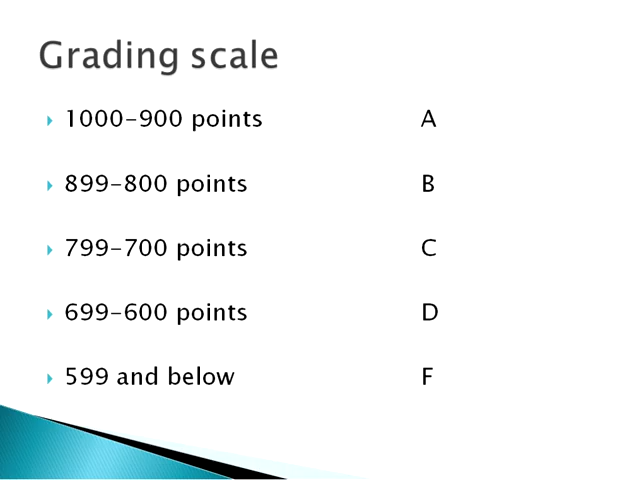 Grading scale
1000-900 points A
899-800 points B
799-700 points C
699-600 points D
599 and below F